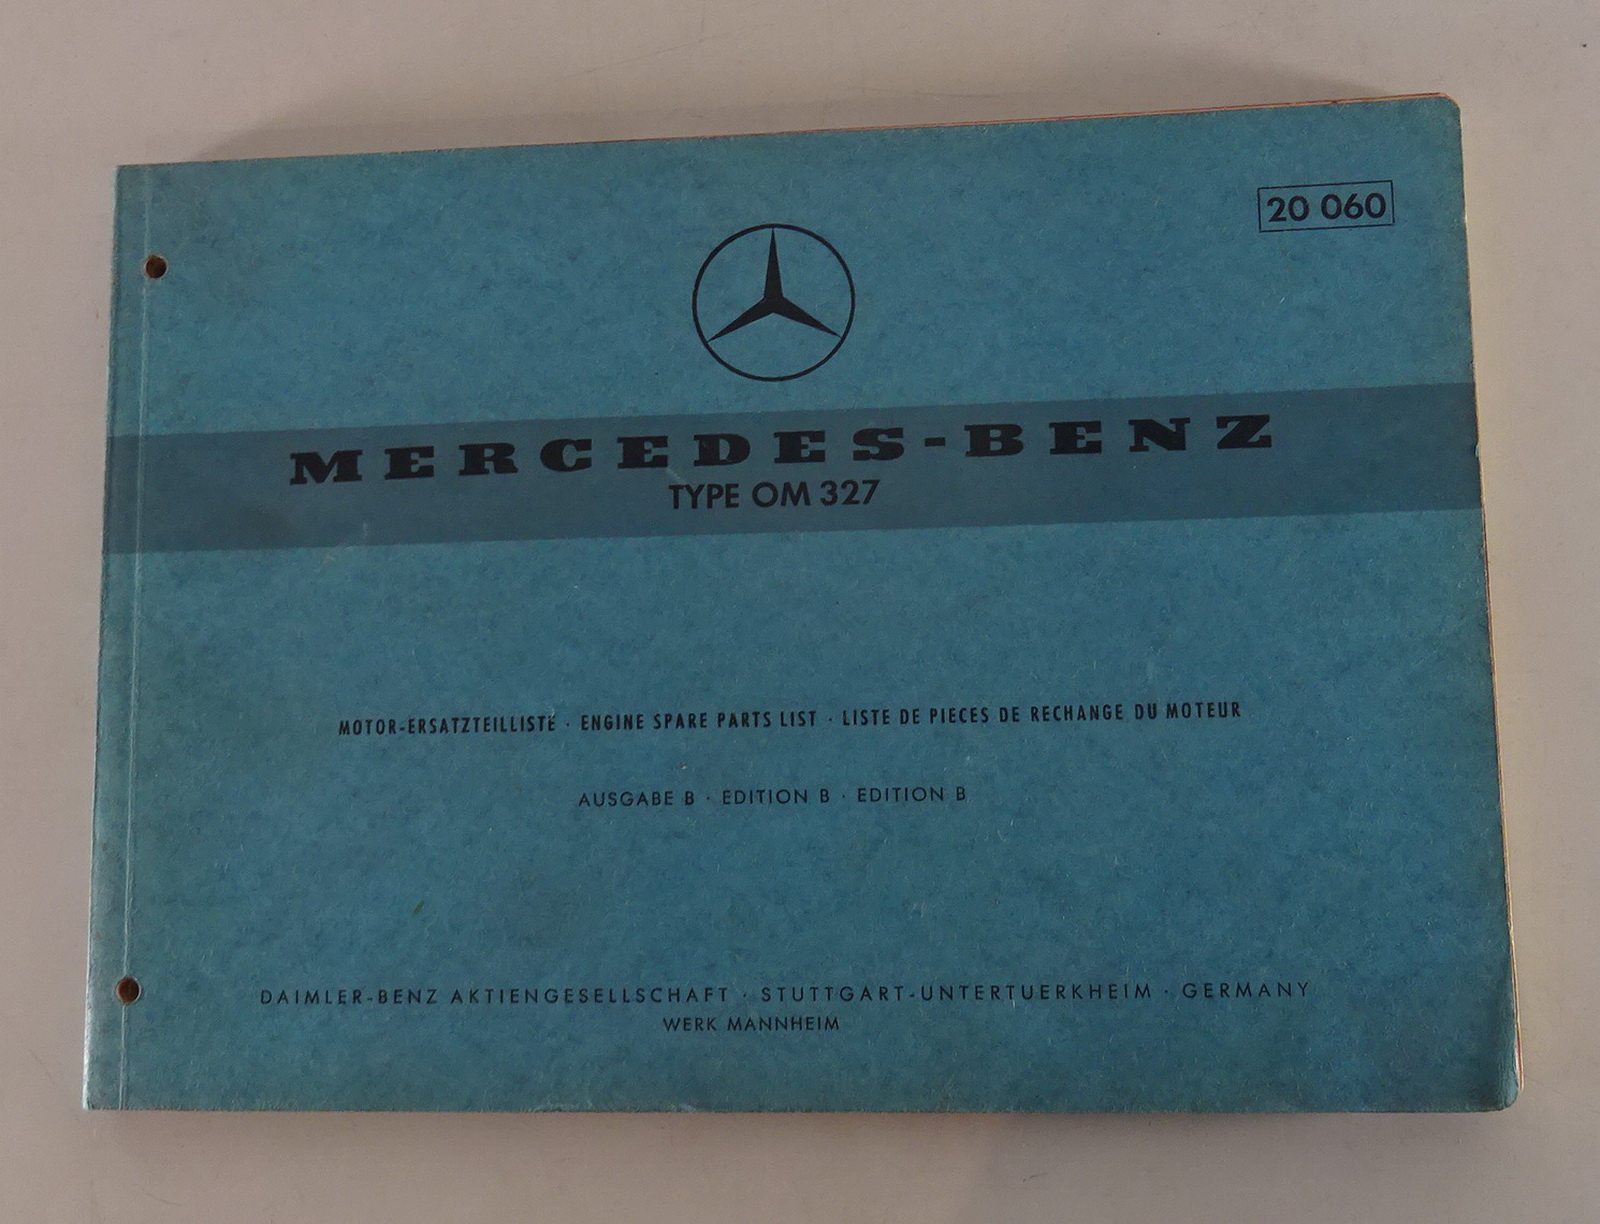 20 060
MERCEDES-BENZ
TYPE OM 327
MOTOR-ERSATZTEILLISTE · ENGINE SPARE PARTS LIST · LISTE DE PIECES DE RECHANGE DU MOTEUR
AUSGABE B · EDITION B · EDITION B
DAIMLER-BENZ AKTIENGESELLSCHAFT · STUTTGART-UNTERTUERKHEIM · GERMANY
WERK MANNHEIM